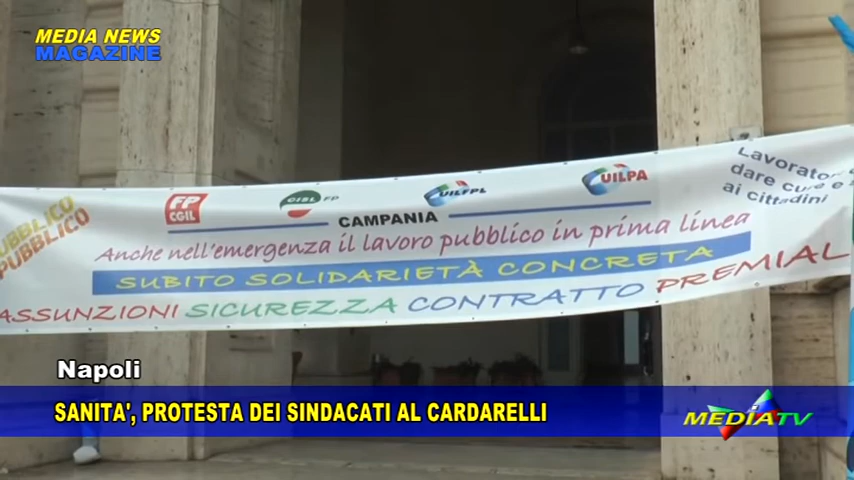 MEDIA NEWS
MAGAZINE
PUBBLICO
FP
CGIL
CISL FP
UILFPL
UILPA
CAMPANIA
Lavorator
dare cure e
ai cittadini
Anche nell'emergenza il lavoro pubblico in prima linea
SUBITO SOLIDARIETÀ CONCRETA
ASSUNZIONI SICUREZZA CONTRATTO PREMIAL
Napoli
SANITA', PROTESTA DEI SINDACATI AL CARDARELLI
MEDIATV